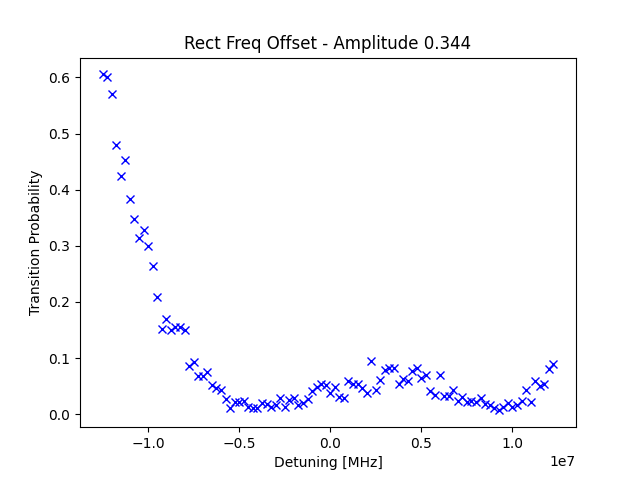 Rect Freq Offset - Amplitude 0.344
Transition Probability
0.6
0.5
0.4
0.3
0.2
0.1
0.0
−1.0 −0.5 0.0 0.5 1.0
1e7
Detuning [MHz]